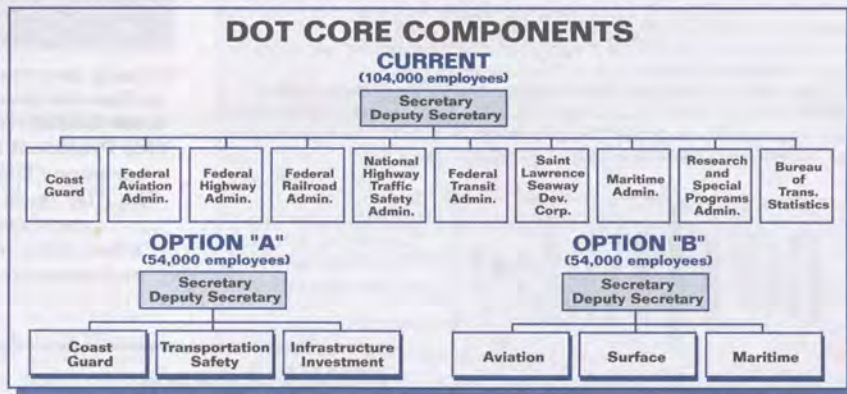 DOT CORE COMPONENTS
CURRENT
(104,000 employees)
Secretary
Deputy Secretary
Coast
Guard
Federal
Aviation
Admin.
Federal
Highway
Admin.
Federal
Railroad
Admin.
National
Highway
Traffic
Safety
Admin.
Federal
Transit
Admin.
Saint
Lawrence
Seaway
Dev.
Corp.
Maritime
Admin.
Research
and
Special
Programs
Admin.
Bureau
of
Trans.
Statistics
OPTION "A"
(54,000 employees)
Secretary
Deputy Secretary
Coast
Guard
Transportation
Safety
Infrastructure
Investment
OPTION "B"
(54,000 employees)
Secretary
Deputy Secretary
Aviation
Surface
Maritime